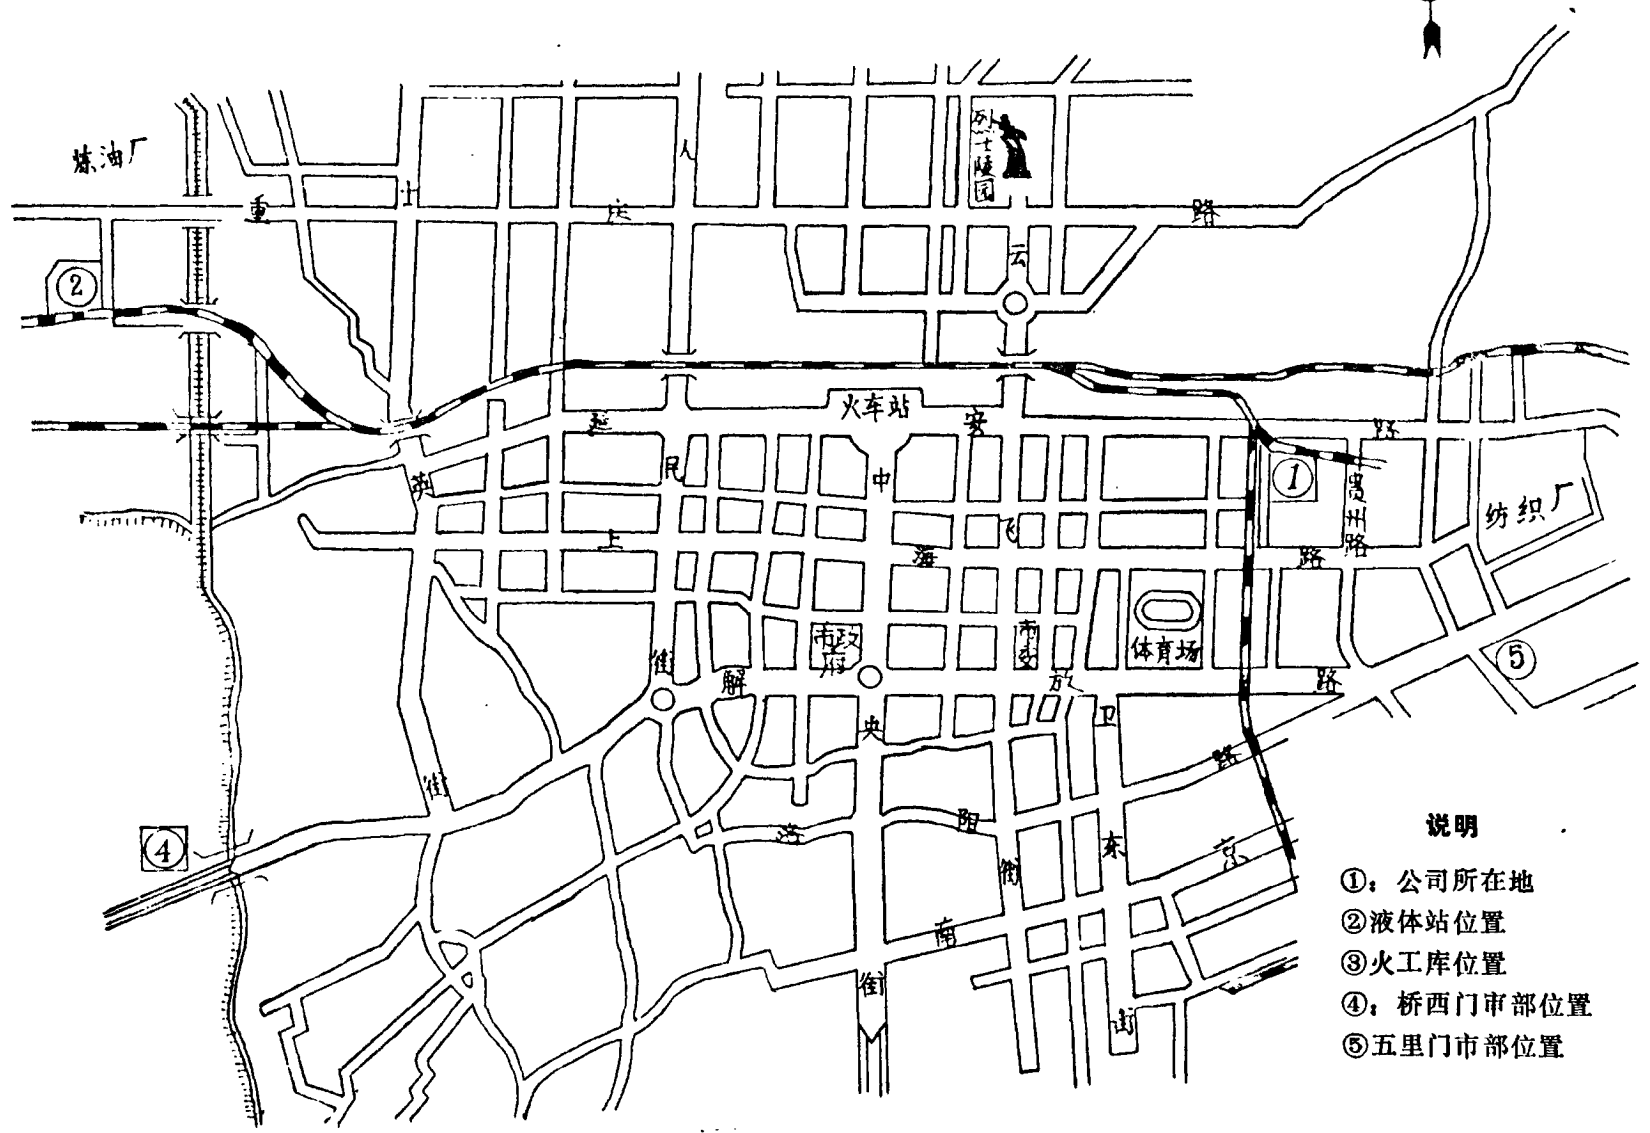 炼油厂
烈士陵园
重庆路
人民街
士英街
云飞街
②
火车站
延安路
中央街
①
贵州路
纺织厂
上海路
市政府
市委
体育场
⑤
解放路
卫东街
洛阳路
④
南京
说明
①：公司所在地
②液体站位置
③火工库位置
④：桥西门市部位置
⑤五里门市部位置